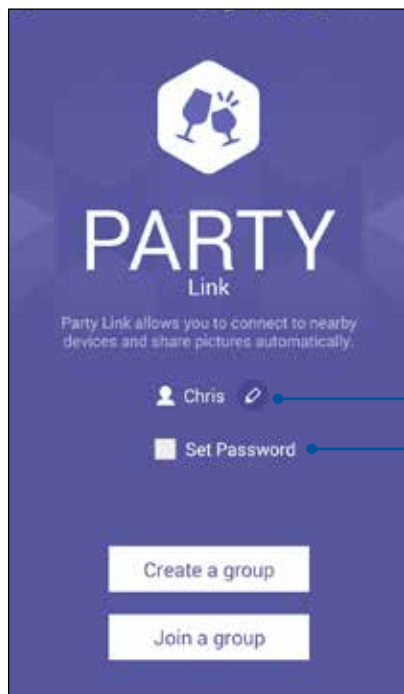 PARTY
Link
Party Link allows you to connect to nearby
devices and share pictures automatically.
Chris
Set Password
Create a group
Join a group